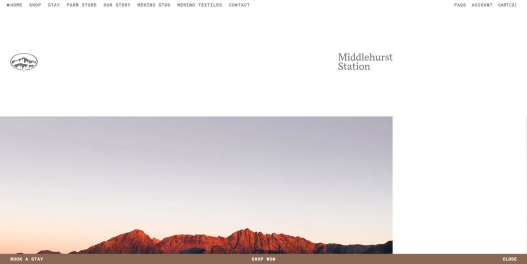 HOME SHOP STAY FARM STORE OUR STORY MERINO STUD MERINO TEXTILES CONTACT
FAQS ACCOUNT CART(0)
Middlehurst
Station
BOOK A STAY SHOP NOW CLOSE